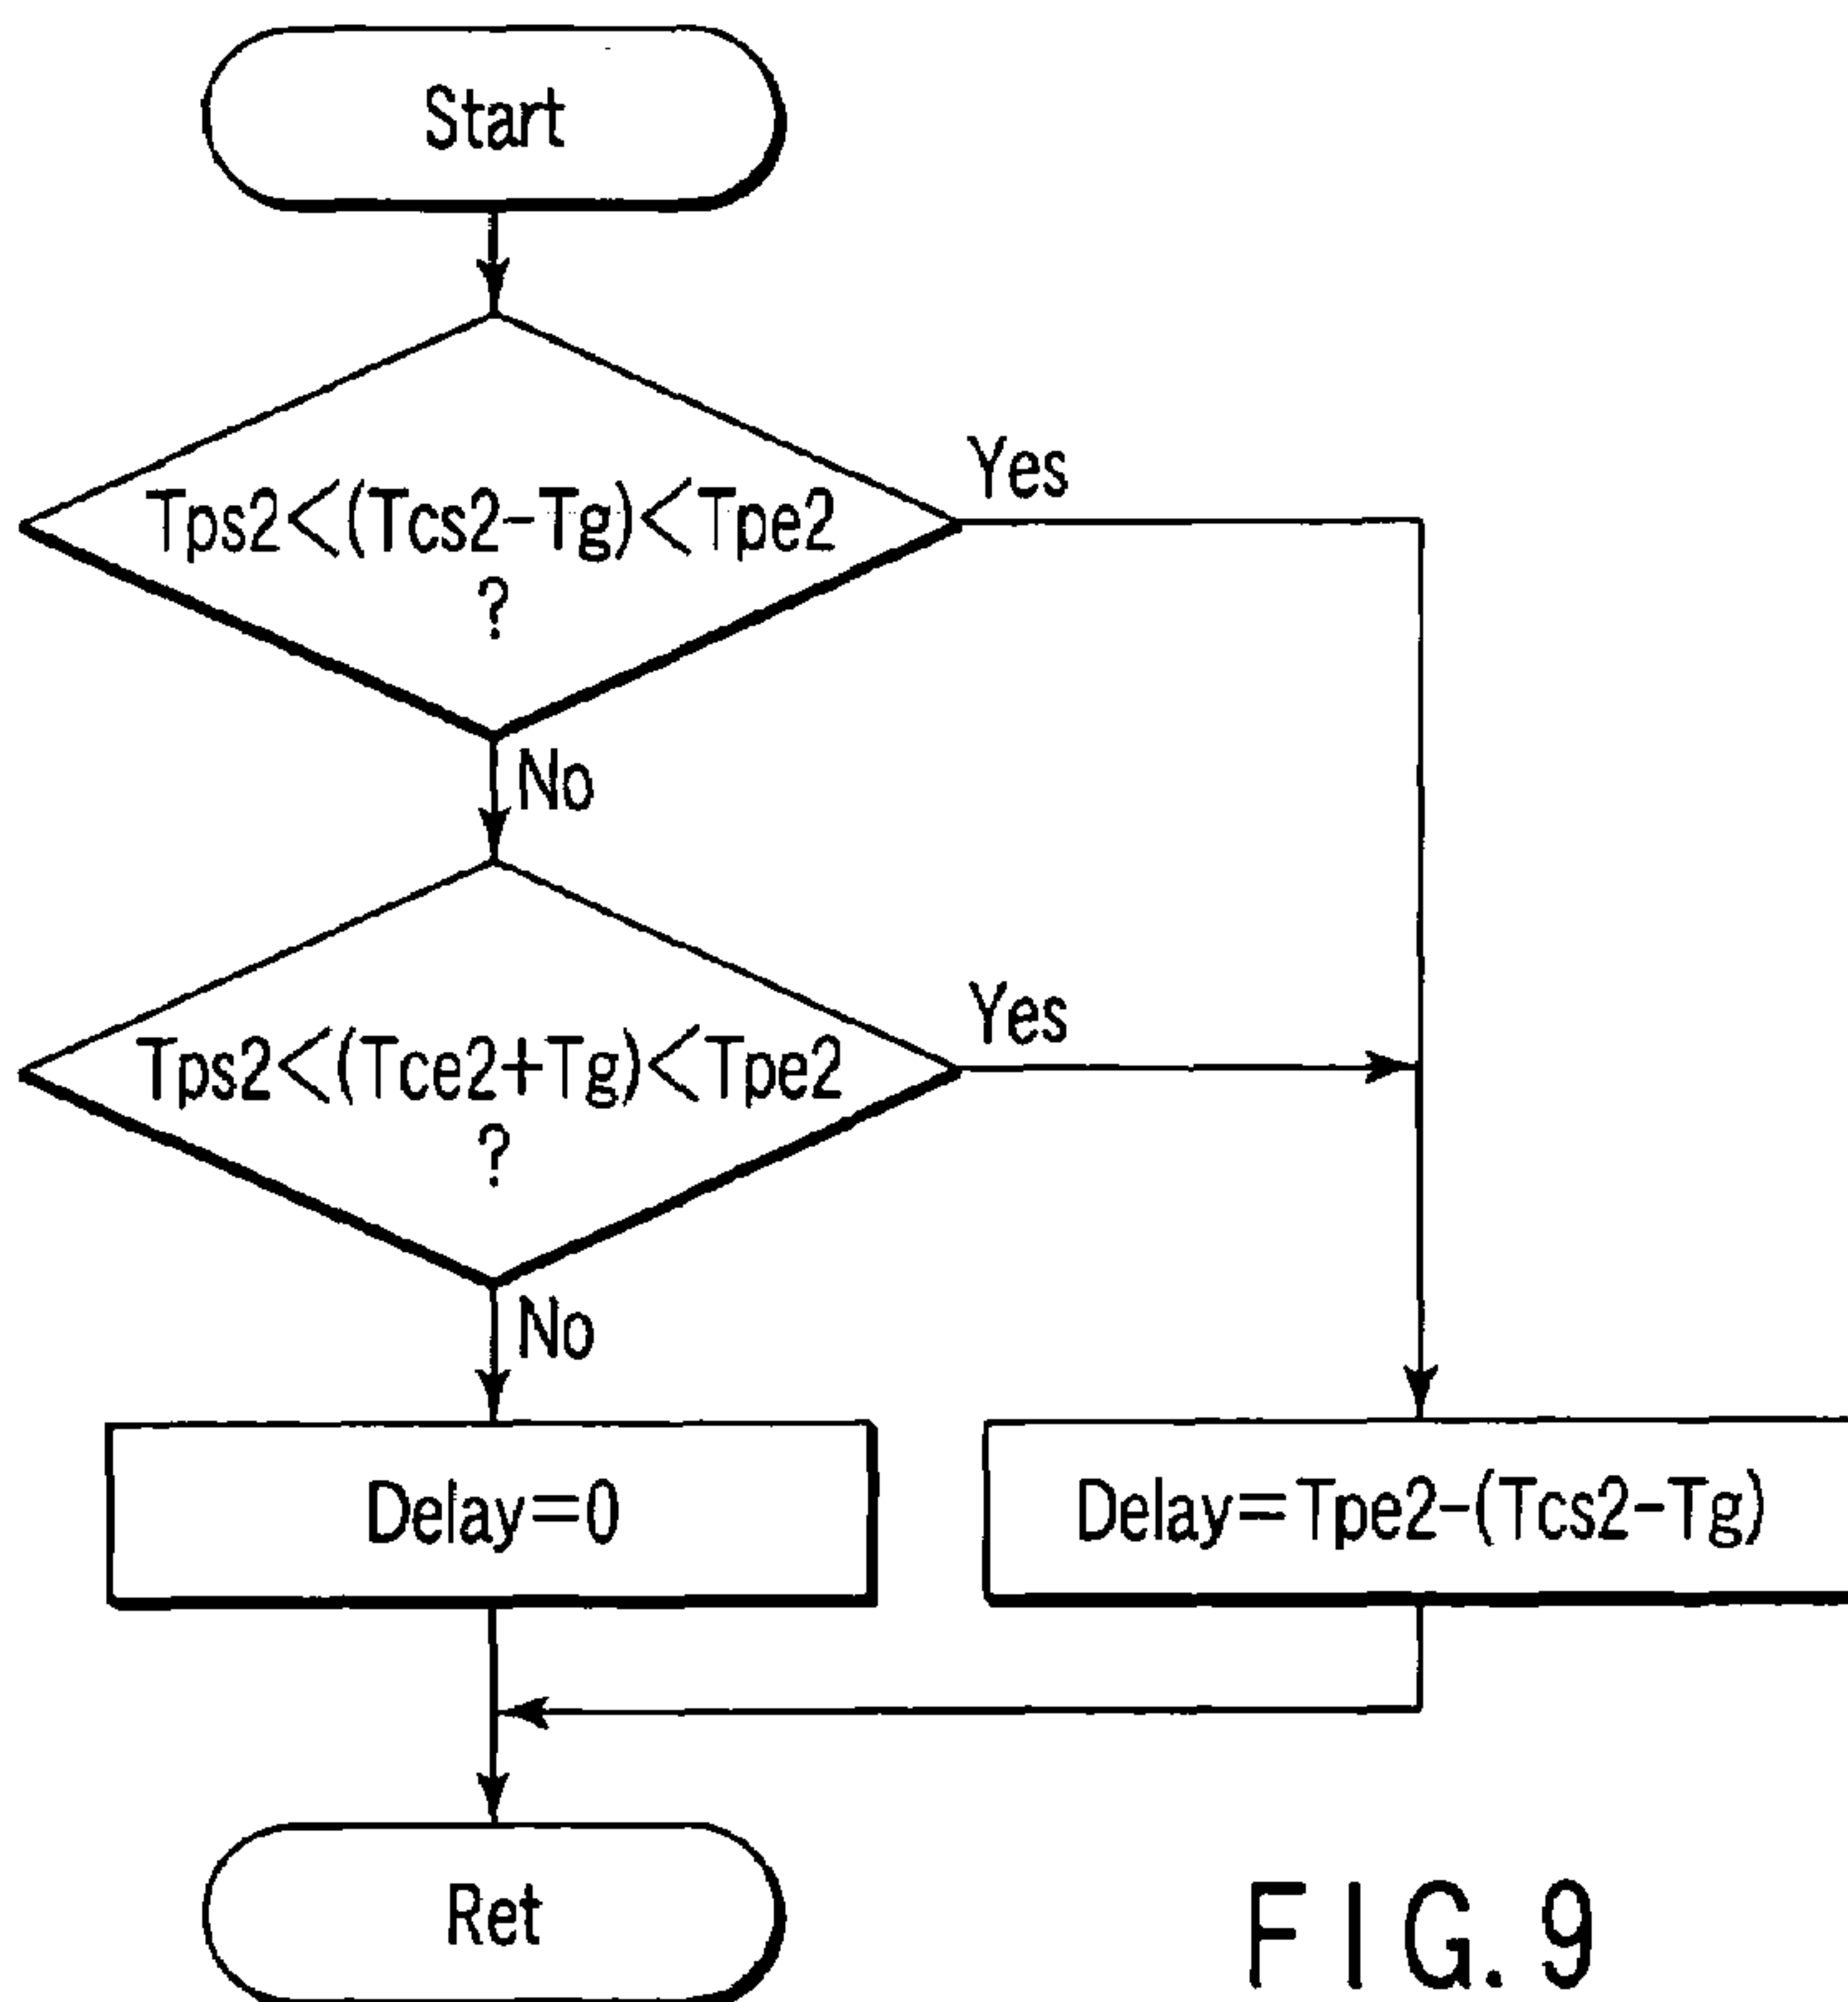 Start
Tps2<(Tcs2-Tg)<Tpe2
?
Yes
No
Tps2<(Tce2+Tg)<Tpe2
?
Yes
No
Delay=0
Delay=Tpe2-(Tcs2-Tg)
Ret
FIG.9